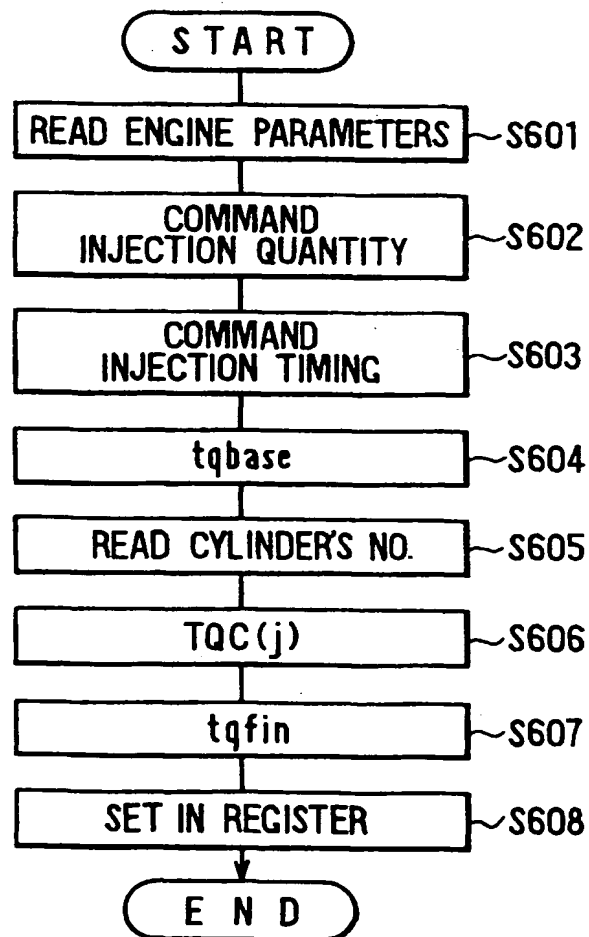 START
READ ENGINE PARAMETERS
S601
COMMAND
INJECTION QUANTITY
S602
COMMAND
INJECTION TIMING
S603
tqbase
S604
READ CYLINDER'S NO.
S605
TQC(j)
S606
tqfin
S607
SET IN REGISTER
S608
END